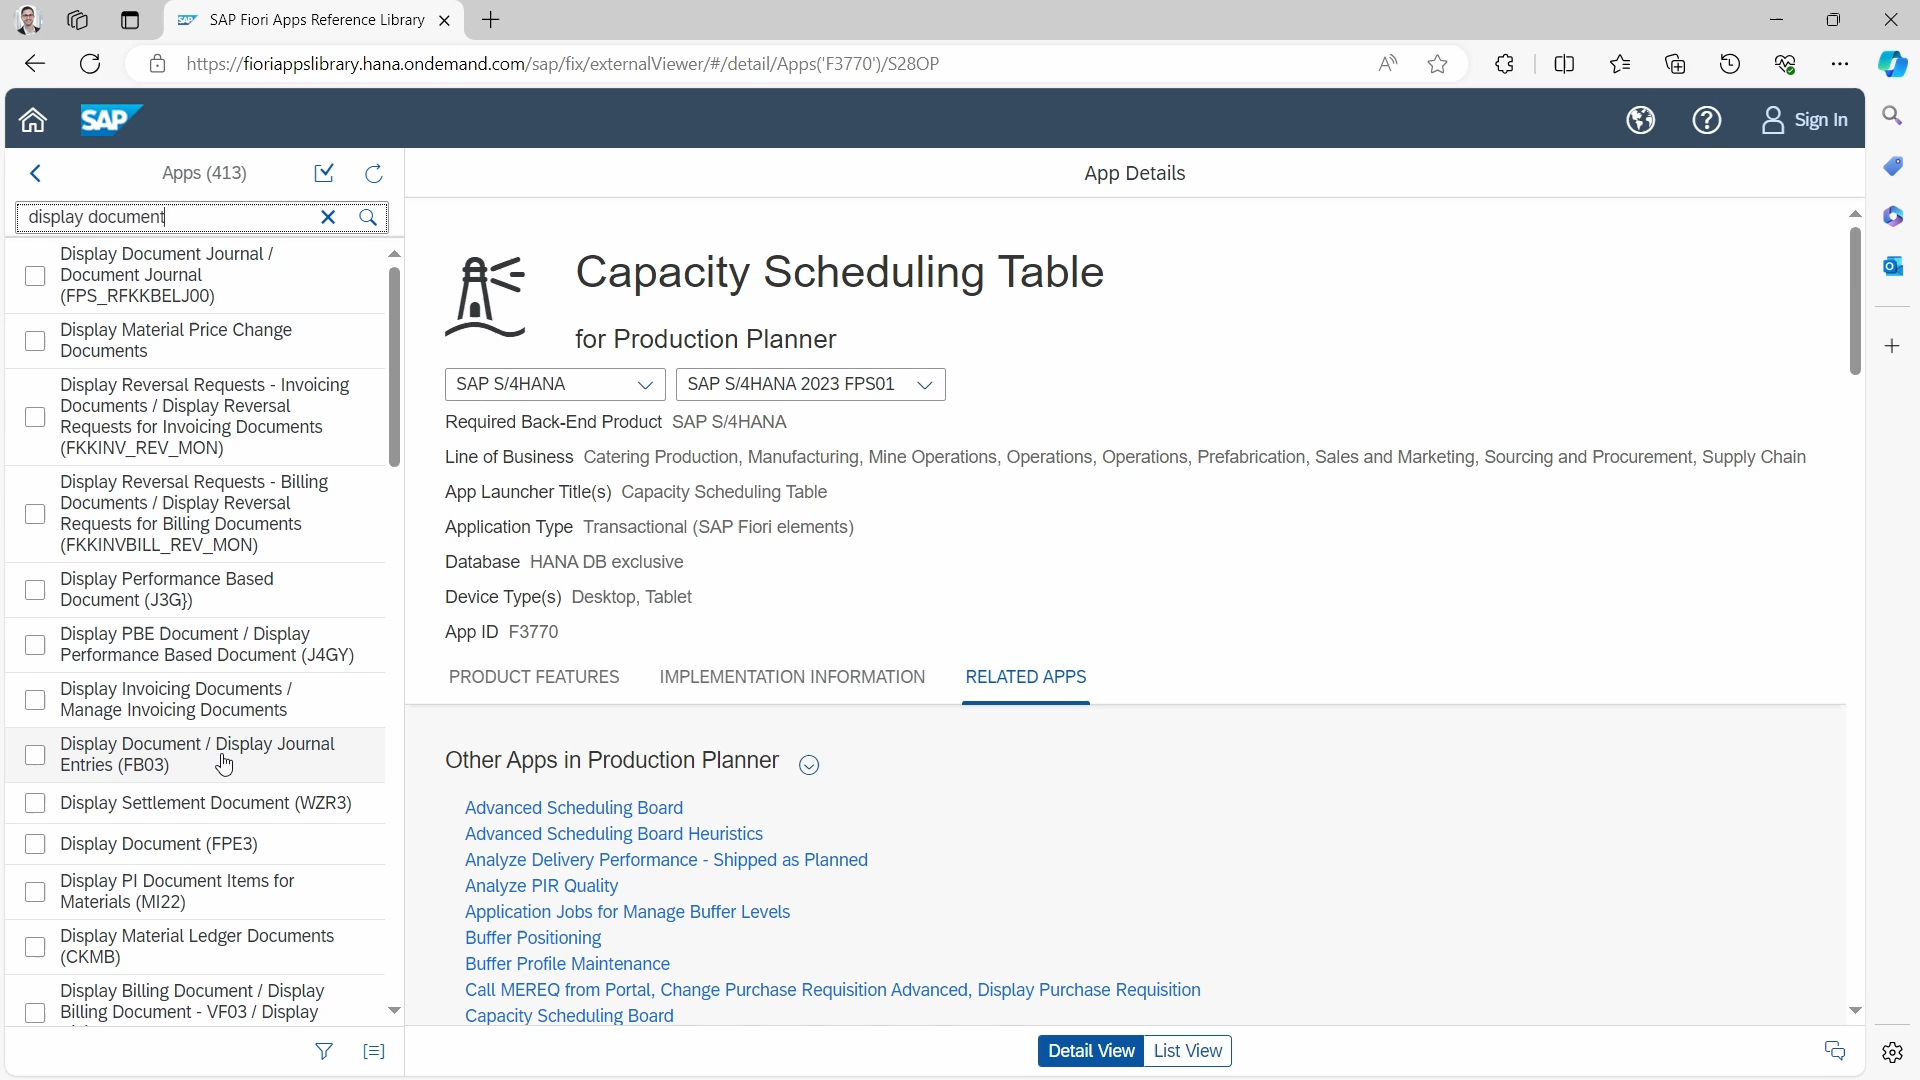 SAP Fiori Apps Reference Library
https://fioriappslibrary.hana.ondemand.com/sap/fix/externalViewer/#/detail/Apps('F3770')/S28OP
SAP
Sign In
Apps (413)
App Details
display document
Display Document Journal /
Document Journal
(FPS_RFKKBELJ00)
Display Material Price Change
Documents
Display Reversal Requests - Invoicing
Documents / Display Reversal
Requests for Invoicing Documents
(FKKINV_REV_MON)
Display Reversal Requests - Billing
Documents / Display Reversal
Requests for Billing Documents
(FKKINVBILL_REV_MON)
Display Performance Based
Document (J3G})
Display PBE Document / Display
Performance Based Document (J4GY)
Display Invoicing Documents /
Manage Invoicing Documents
Display Document / Display Journal
Entries (FB03)
Display Settlement Document (WZR3)
Display Document (FPE3)
Display PI Document Items for
Materials (MI22)
Display Material Ledger Documents
(CKMB)
Display Billing Document / Display
Billing Document - VF03 / Display
Capacity Scheduling Table
for Production Planner
SAP S/4HANA
SAP S/4HANA 2023 FPS01
Required Back-End Product SAP S/4HANA
Line of Business Catering Production, Manufacturing, Mine Operations, Operations, Operations, Prefabrication, Sales and Marketing, Sourcing and Procurement, Supply Chain
App Launcher Title(s) Capacity Scheduling Table
Application Type Transactional (SAP Fiori elements)
Database HANA DB exclusive
Device Type(s) Desktop, Tablet
App ID F3770
PRODUCT FEATURES IMPLEMENTATION INFORMATION RELATED APPS
Other Apps in Production Planner
Advanced Scheduling Board
Advanced Scheduling Board Heuristics
Analyze Delivery Performance - Shipped as Planned
Analyze PIR Quality
Application Jobs for Manage Buffer Levels
Buffer Positioning
Buffer Profile Maintenance
Call MEREQ from Portal, Change Purchase Requisition Advanced, Display Purchase Requisition
Capacity Scheduling Board
Detail View List View